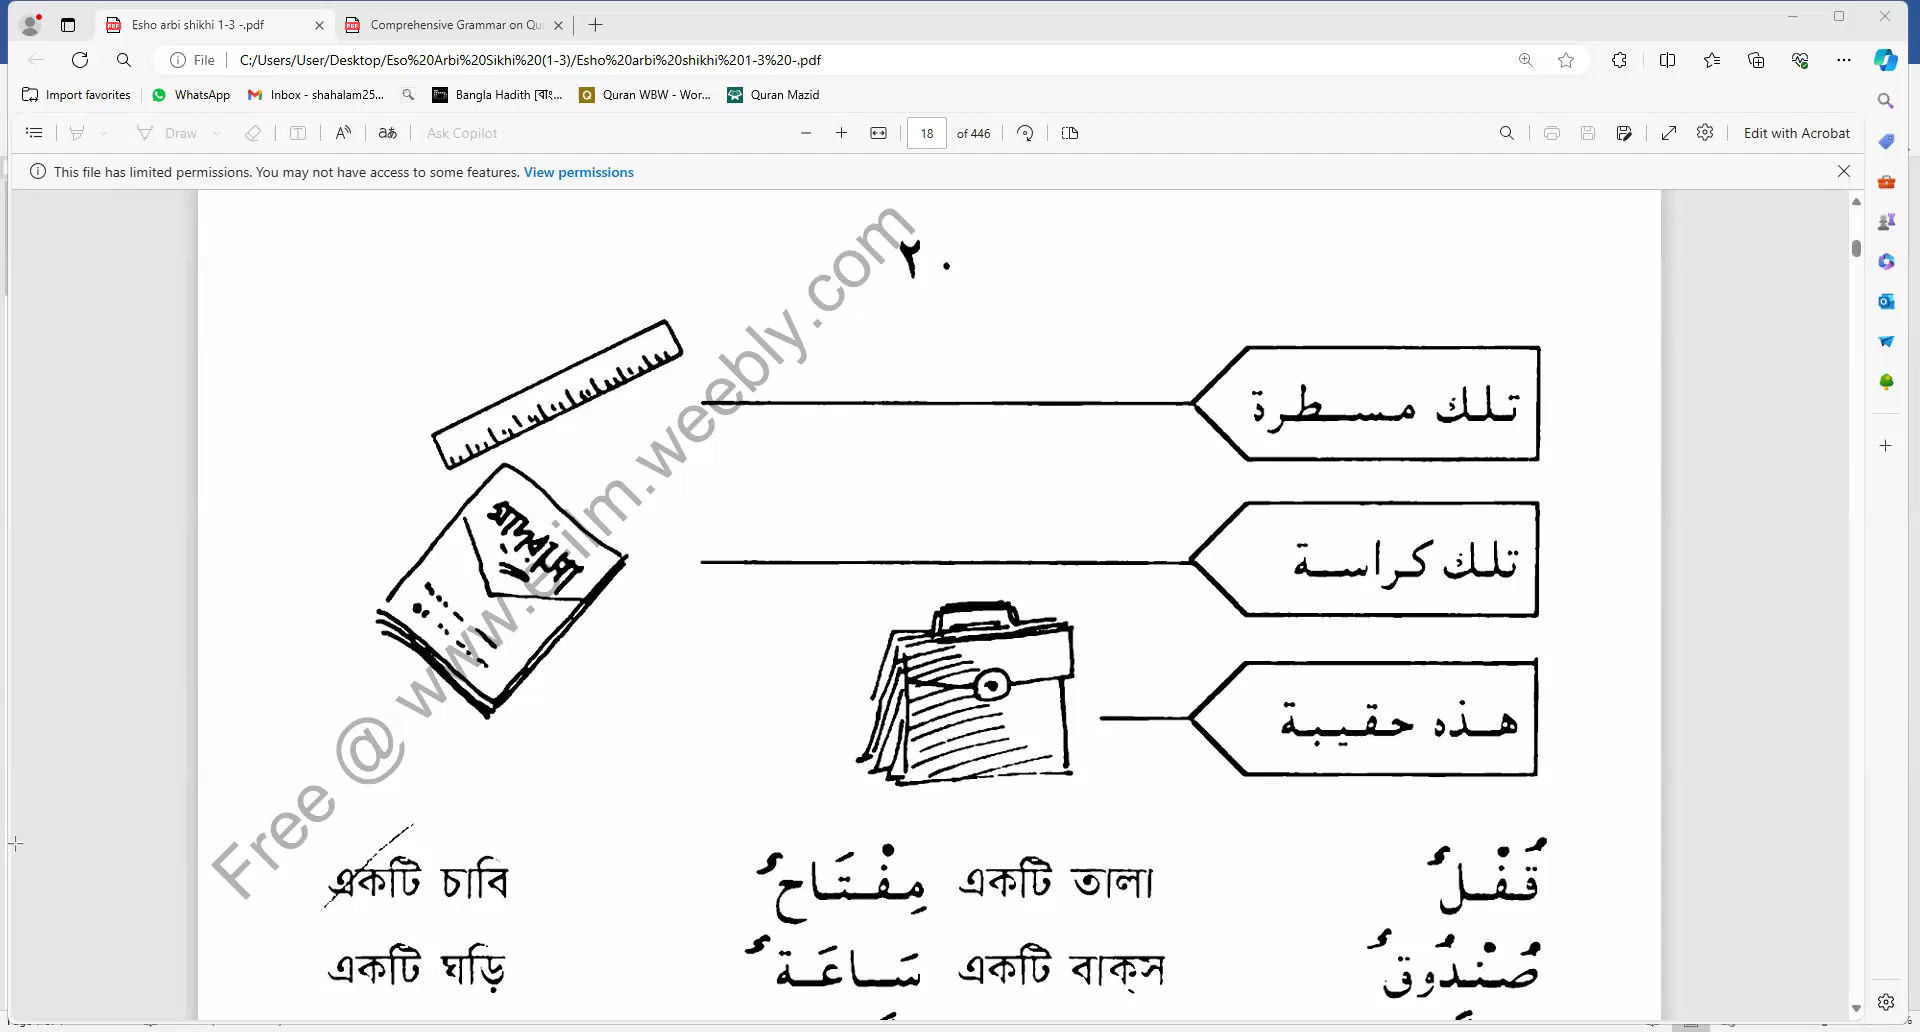 Esho arbi shikhi 1-3 -.pdf
Comprehensive Grammar on Qu
File
C:/Users/User/Desktop/Eso%20Arbi%20Sikhi%20(1-3)/Esho%20arbi%20shikhi%201-3%20-.pdf
Import favorites WhatsApp Inbox - shahalam25... Bangla Hadith [বাং... Quran WBW - Wor... Quran Mazid
Draw Ask Copilot 18 of 446 Edit with Acrobat
This file has limited permissions. You may not have access to some features. View permissions
٢٠
تلك مسطرة
تلك كراسة
هذه حقيبة
Free @ www.e-ilm.weebly.com
قُفْلٌ একটি তালা مِفْتَاحٌ একটি চাবি
صُنْدُوقٌ একটি বাক্স سَاعَةٌ একটি ঘড়ি